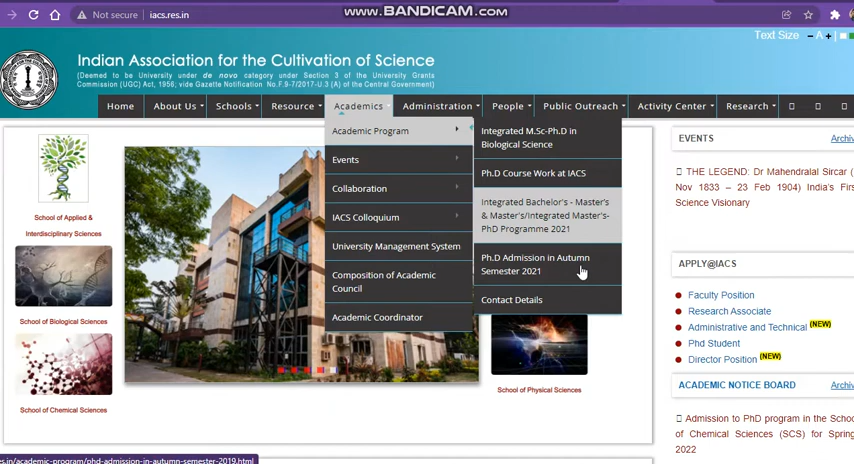 www.BANDICAM.com
Not secure | iacs.res.in
Text Size - A +
Indian Association for the Cultivation of Science
(Deemed to be University under de novo category under Section 3 of the University Grants
Commission (UGC) Act, 1956; vide Gazette Notification No.F.9-7/2017-U.3 (A) of the Central Government)
Home About Us Schools Resource Academics Administration People Public Outreach Activity Center Research
Academic Program
Events
Collaboration
IACS Colloquium
University Management System
Composition of Academic
Council
Academic Coordinator
Integrated M.Sc-Ph.D in
Biological Science
Ph.D Course Work at IACS
Integrated Bachelor's - Master's
& Master's/Integrated Master's-
PhD Programme 2021
Ph.D Admission in Autumn
Semester 2021
Contact Details
School of Applied &
Interdisciplinary Sciences
School of Biological Sciences
School of Chemical Sciences
School of Physical Sciences
EVENTS
Archiv
THE LEGEND: Dr Mahendralal Sircar (
Nov 1833 – 23 Feb 1904) India's First
Science Visionary
APPLY@IACS
Faculty Position
Research Associate
Administrative and Technical (NEW)
Phd Student
Director Position (NEW)
ACADEMIC NOTICE BOARD
Archiv
Admission to PhD program in the School
of Chemical Sciences (SCS) for Spring
2022
res.in/academic-program/phd-admission-in-autumn-semester-2019.html